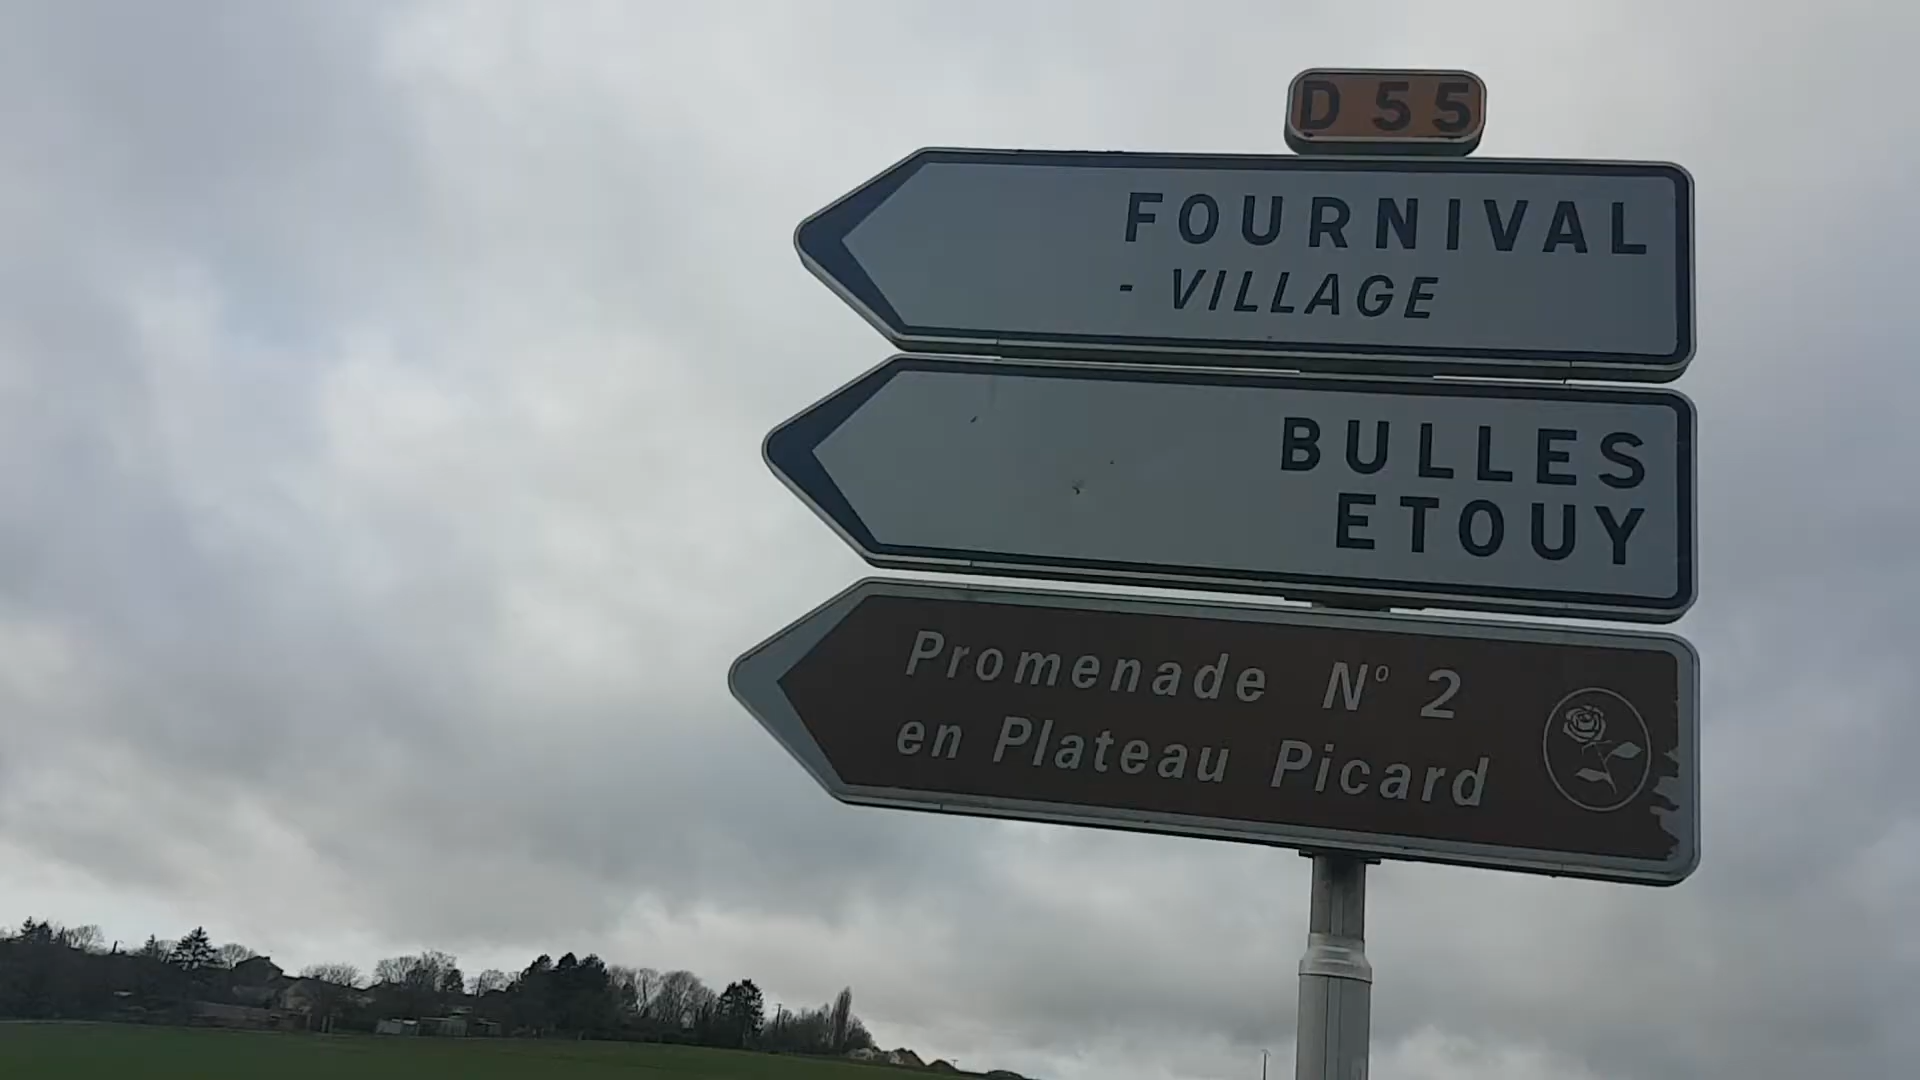 D 55
FOURNIVAL
- VILLAGE
BULLES
ETOUY
Promenade N° 2
en Plateau Picard